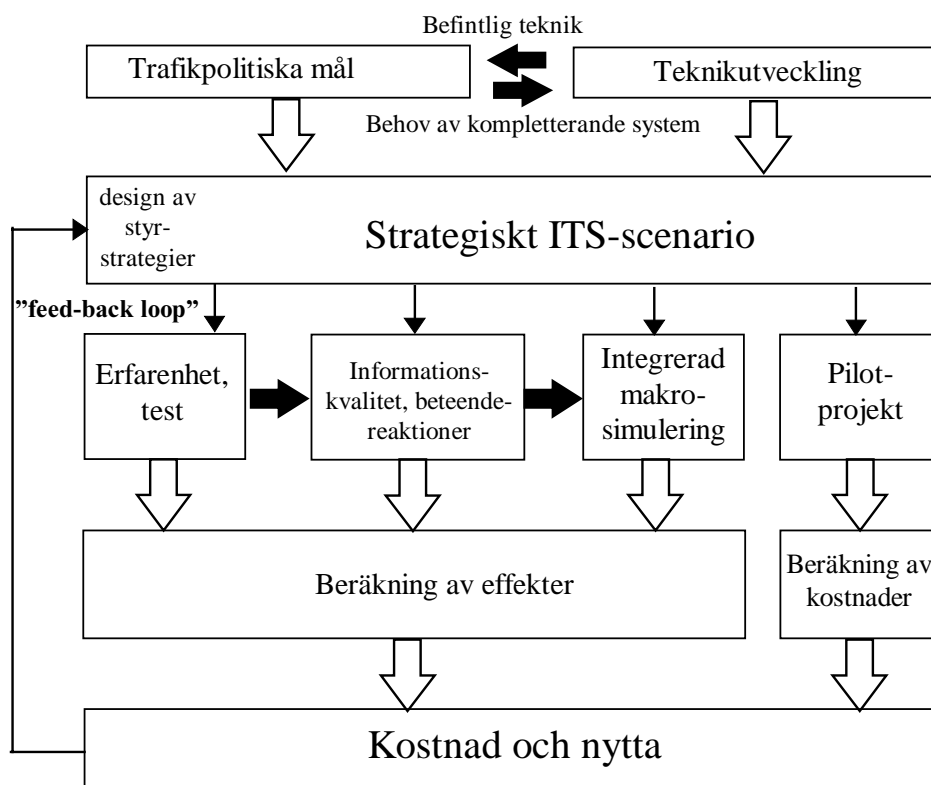 Befintlig teknik
Trafikpolitiska mål
Teknikutveckling
Behov av kompletterande system
design av
styr-
strategier
Strategiskt ITS-scenario
”feed-back loop”
Erfarenhet,
test
Informations-
kvalitet, beteende-
reaktioner
Integrerad
makro-
simulering
Pilot-
projekt
Beräkning av effekter
Beräkning av
kostnader
Kostnad och nytta